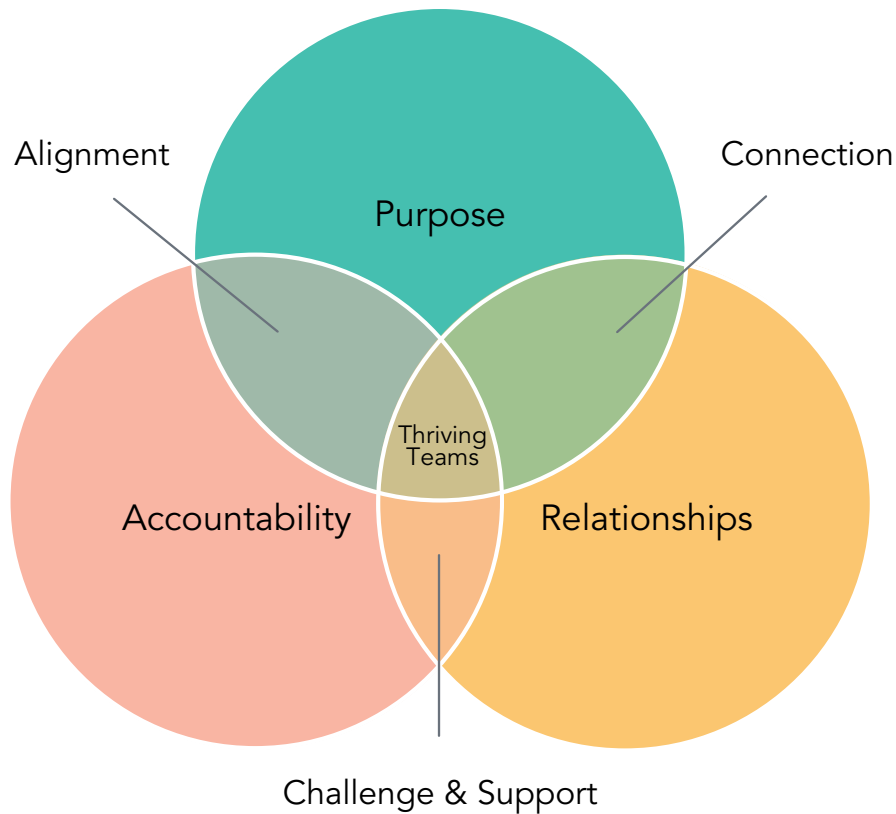 Alignment
Connection
Purpose
Thriving
Teams
Accountability
Relationships
Challenge & Support